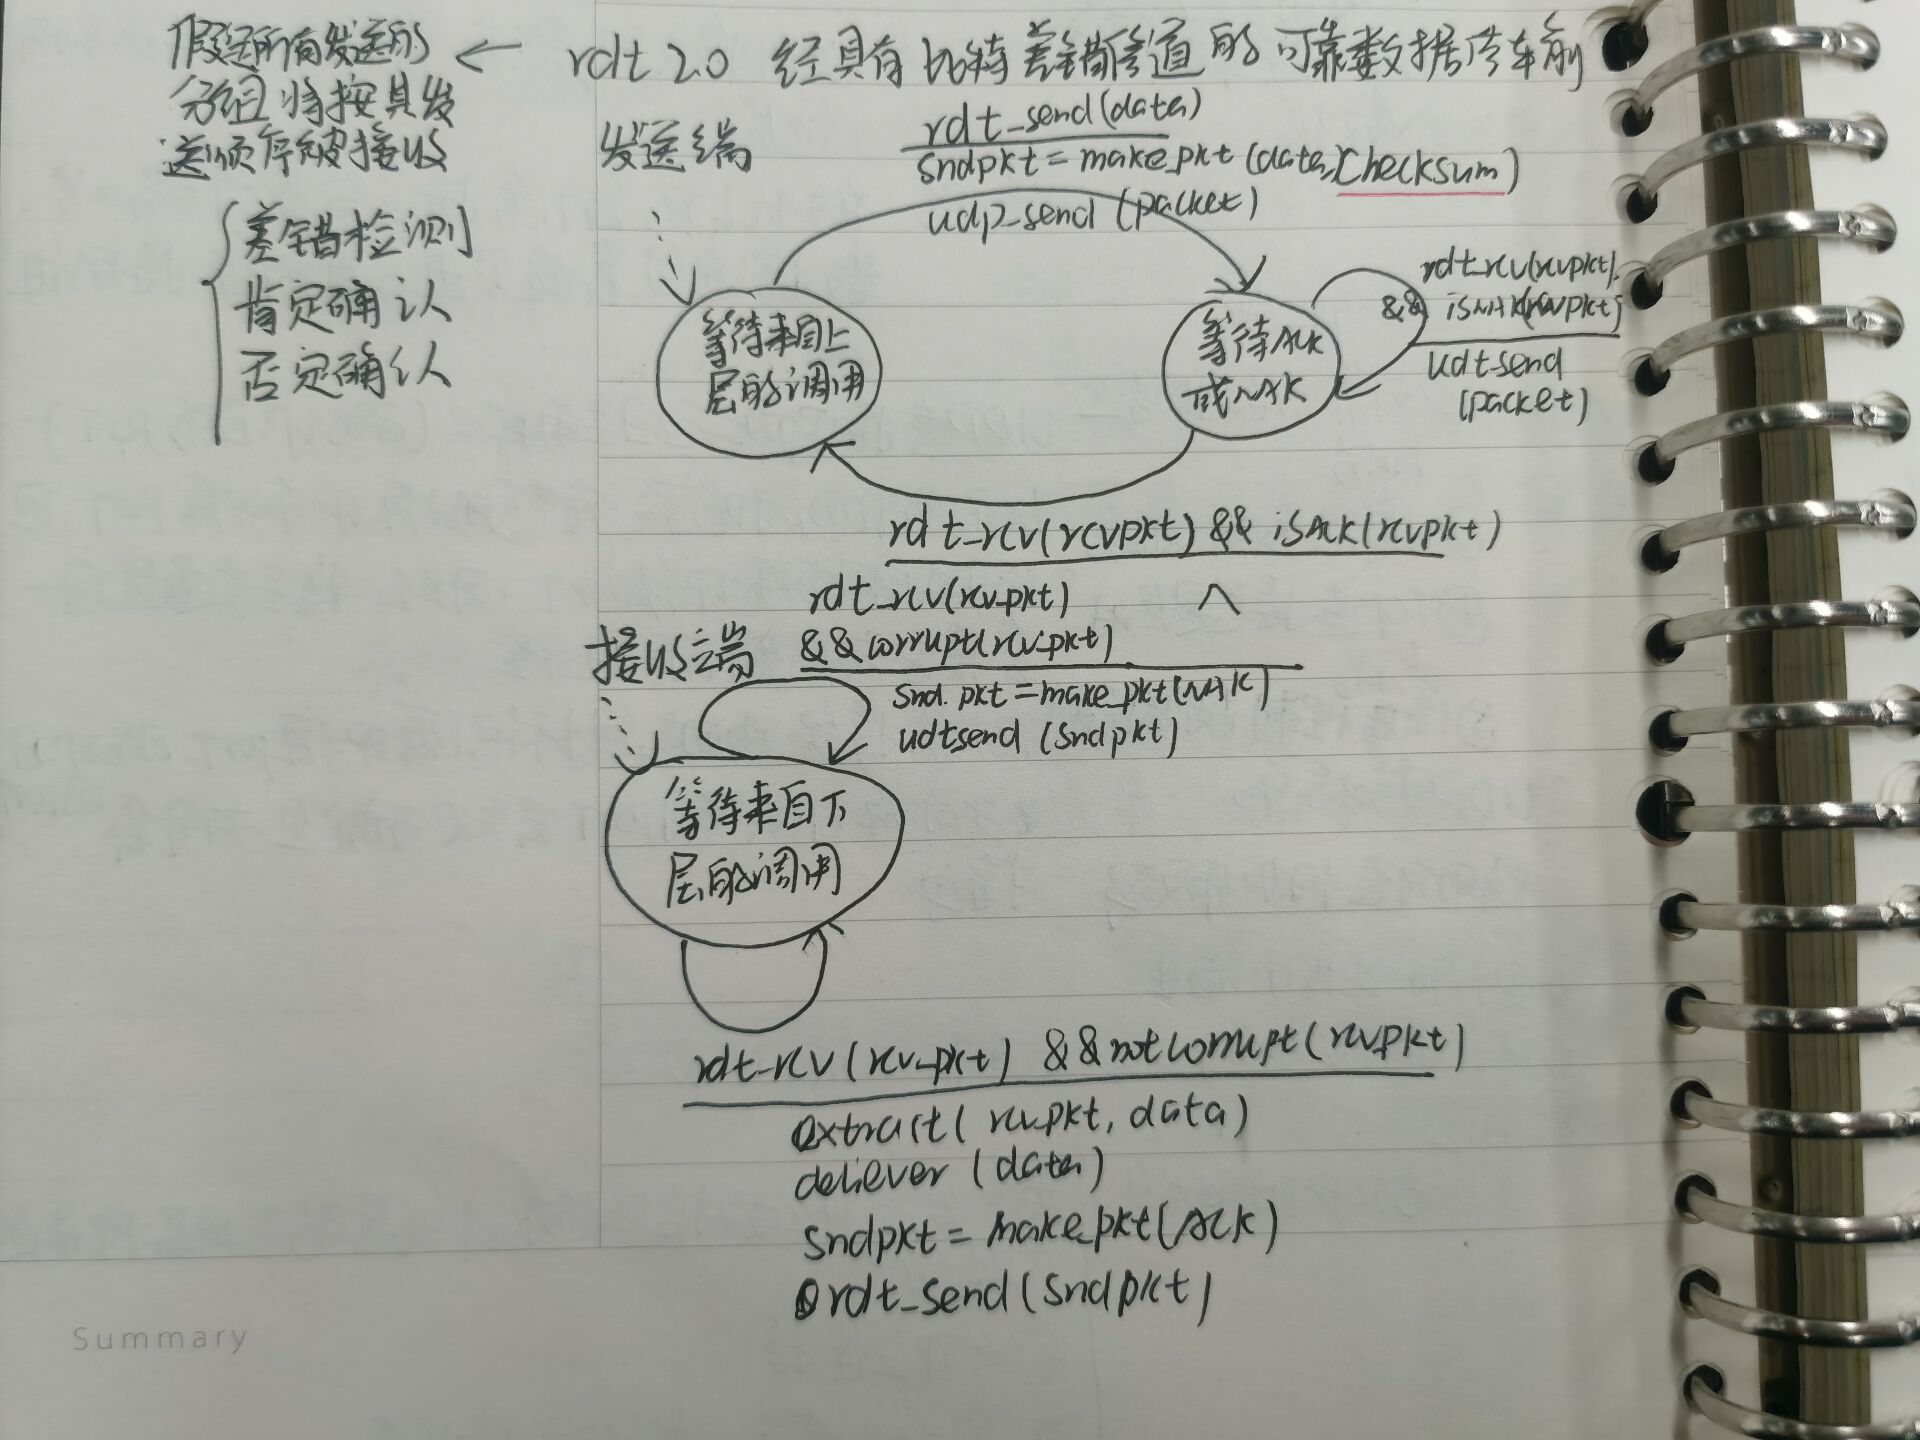 假设所有发送的
分组将按其发
送顺序被接收
差错检测
肯定确认
否定确认
← rdt 2.0 经具有比特差错信道的可靠数据传输
发送端
rdt_send(data)
sndpkt = make_pkt (data, Checksum)
udp_send (packet)
等待来自上
层的调用
等待ACK
或NAK
rdt_rcv(rcvpkt)
&& isNAK(rcvpkt)
udtsend
(packet)
rdt_rcv(rcvpkt) && isACK(rcvpkt)
Λ
接收端
rdt_rcv(rcv_pkt)
&& corrupt(rcv_pkt)
snd.pkt = make_pkt(NAK)
udtsend (sndpkt)
等待来自下
层的调用
rdt_rcv (rcv_pkt) && notcorrupt (rcv_pkt)
extract( rcv_pkt, data)
deliever (data)
sndpkt = make_pkt(ACK)
rdt_send (sndpkt)
Summary